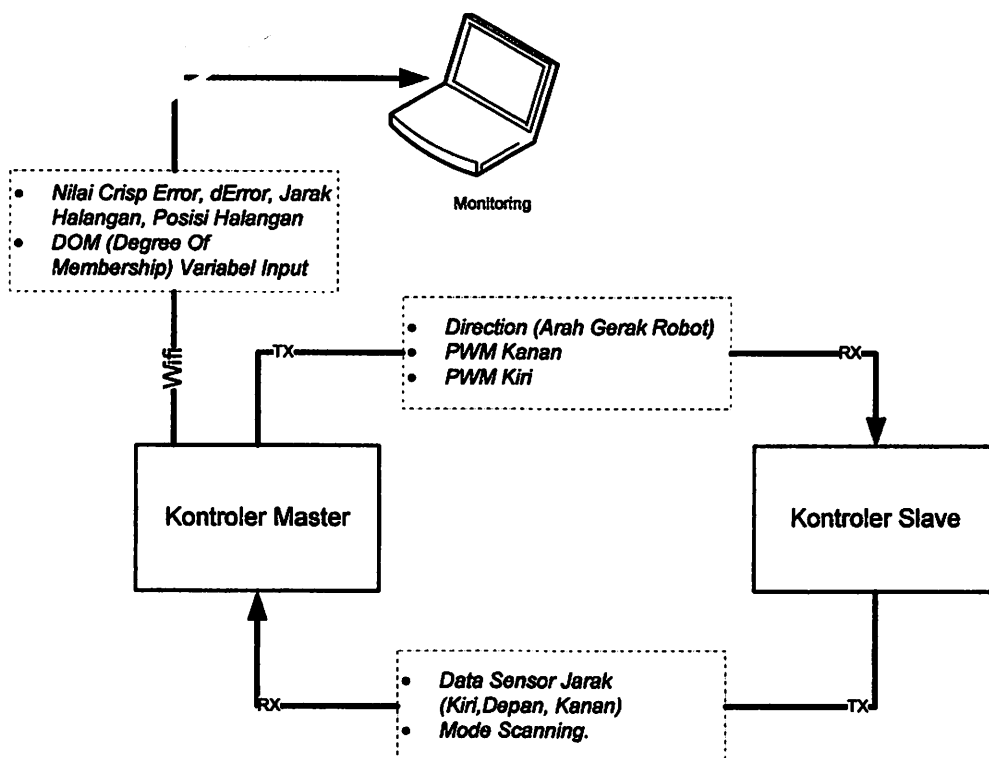 Monitoring
• Nilai Crisp Error, dError, Jarak
Halangan, Posisi Halangan
• DOM (Degree Of
Membership) Variabel Input
Wifi
TX
• Direction (Arah Gerak Robot)
• PWM Kanan
• PWM Kiri
RX
Kontroler Master
Kontroler Slave
RX
• Data Sensor Jarak
(Kiri,Depan, Kanan)
• Mode Scanning.
TX